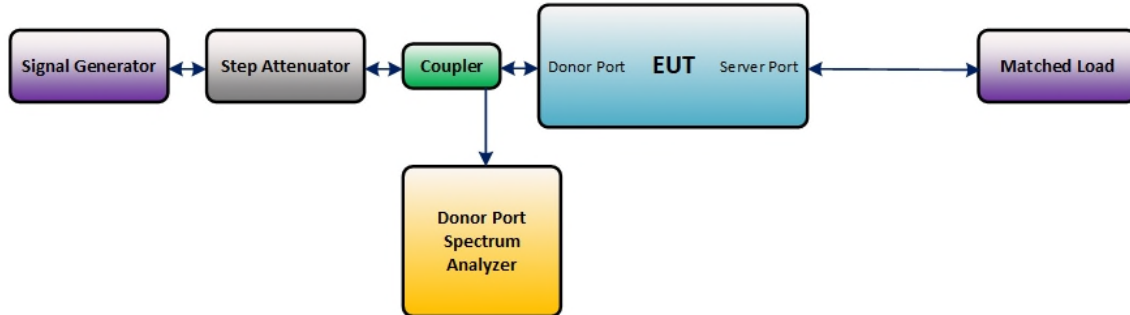 Signal Generator
Step Attenuator
Coupler
Donor Port
EUT
Server Port
Matched Load
Donor Port
Spectrum
Analyzer